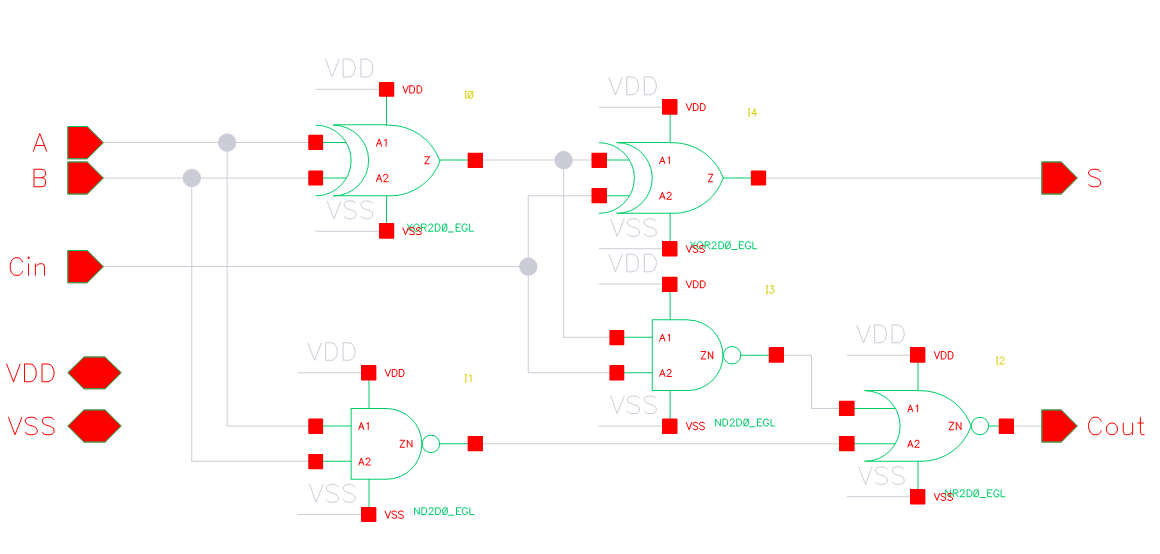 VDD
VDD
I0
VDD
VDD
I4
A
A1
Z
B
A2
A1
Z
A2
S
VSS
VSS
XOR2D0_EGL
VSS
VSS
XOR2D0_EGL
Cin
VDD
VDD
I3
A1
ZN
A2
VDD
VDD
I2
VDD
VDD
VDD
I1
VSS
VSS
ND2D0_EGL
A1
ZN
A2
VSS
A1
ZN
A2
Cout
VSS
VSS
NR2D0_EGL
VSS
VSS
ND2D0_EGL